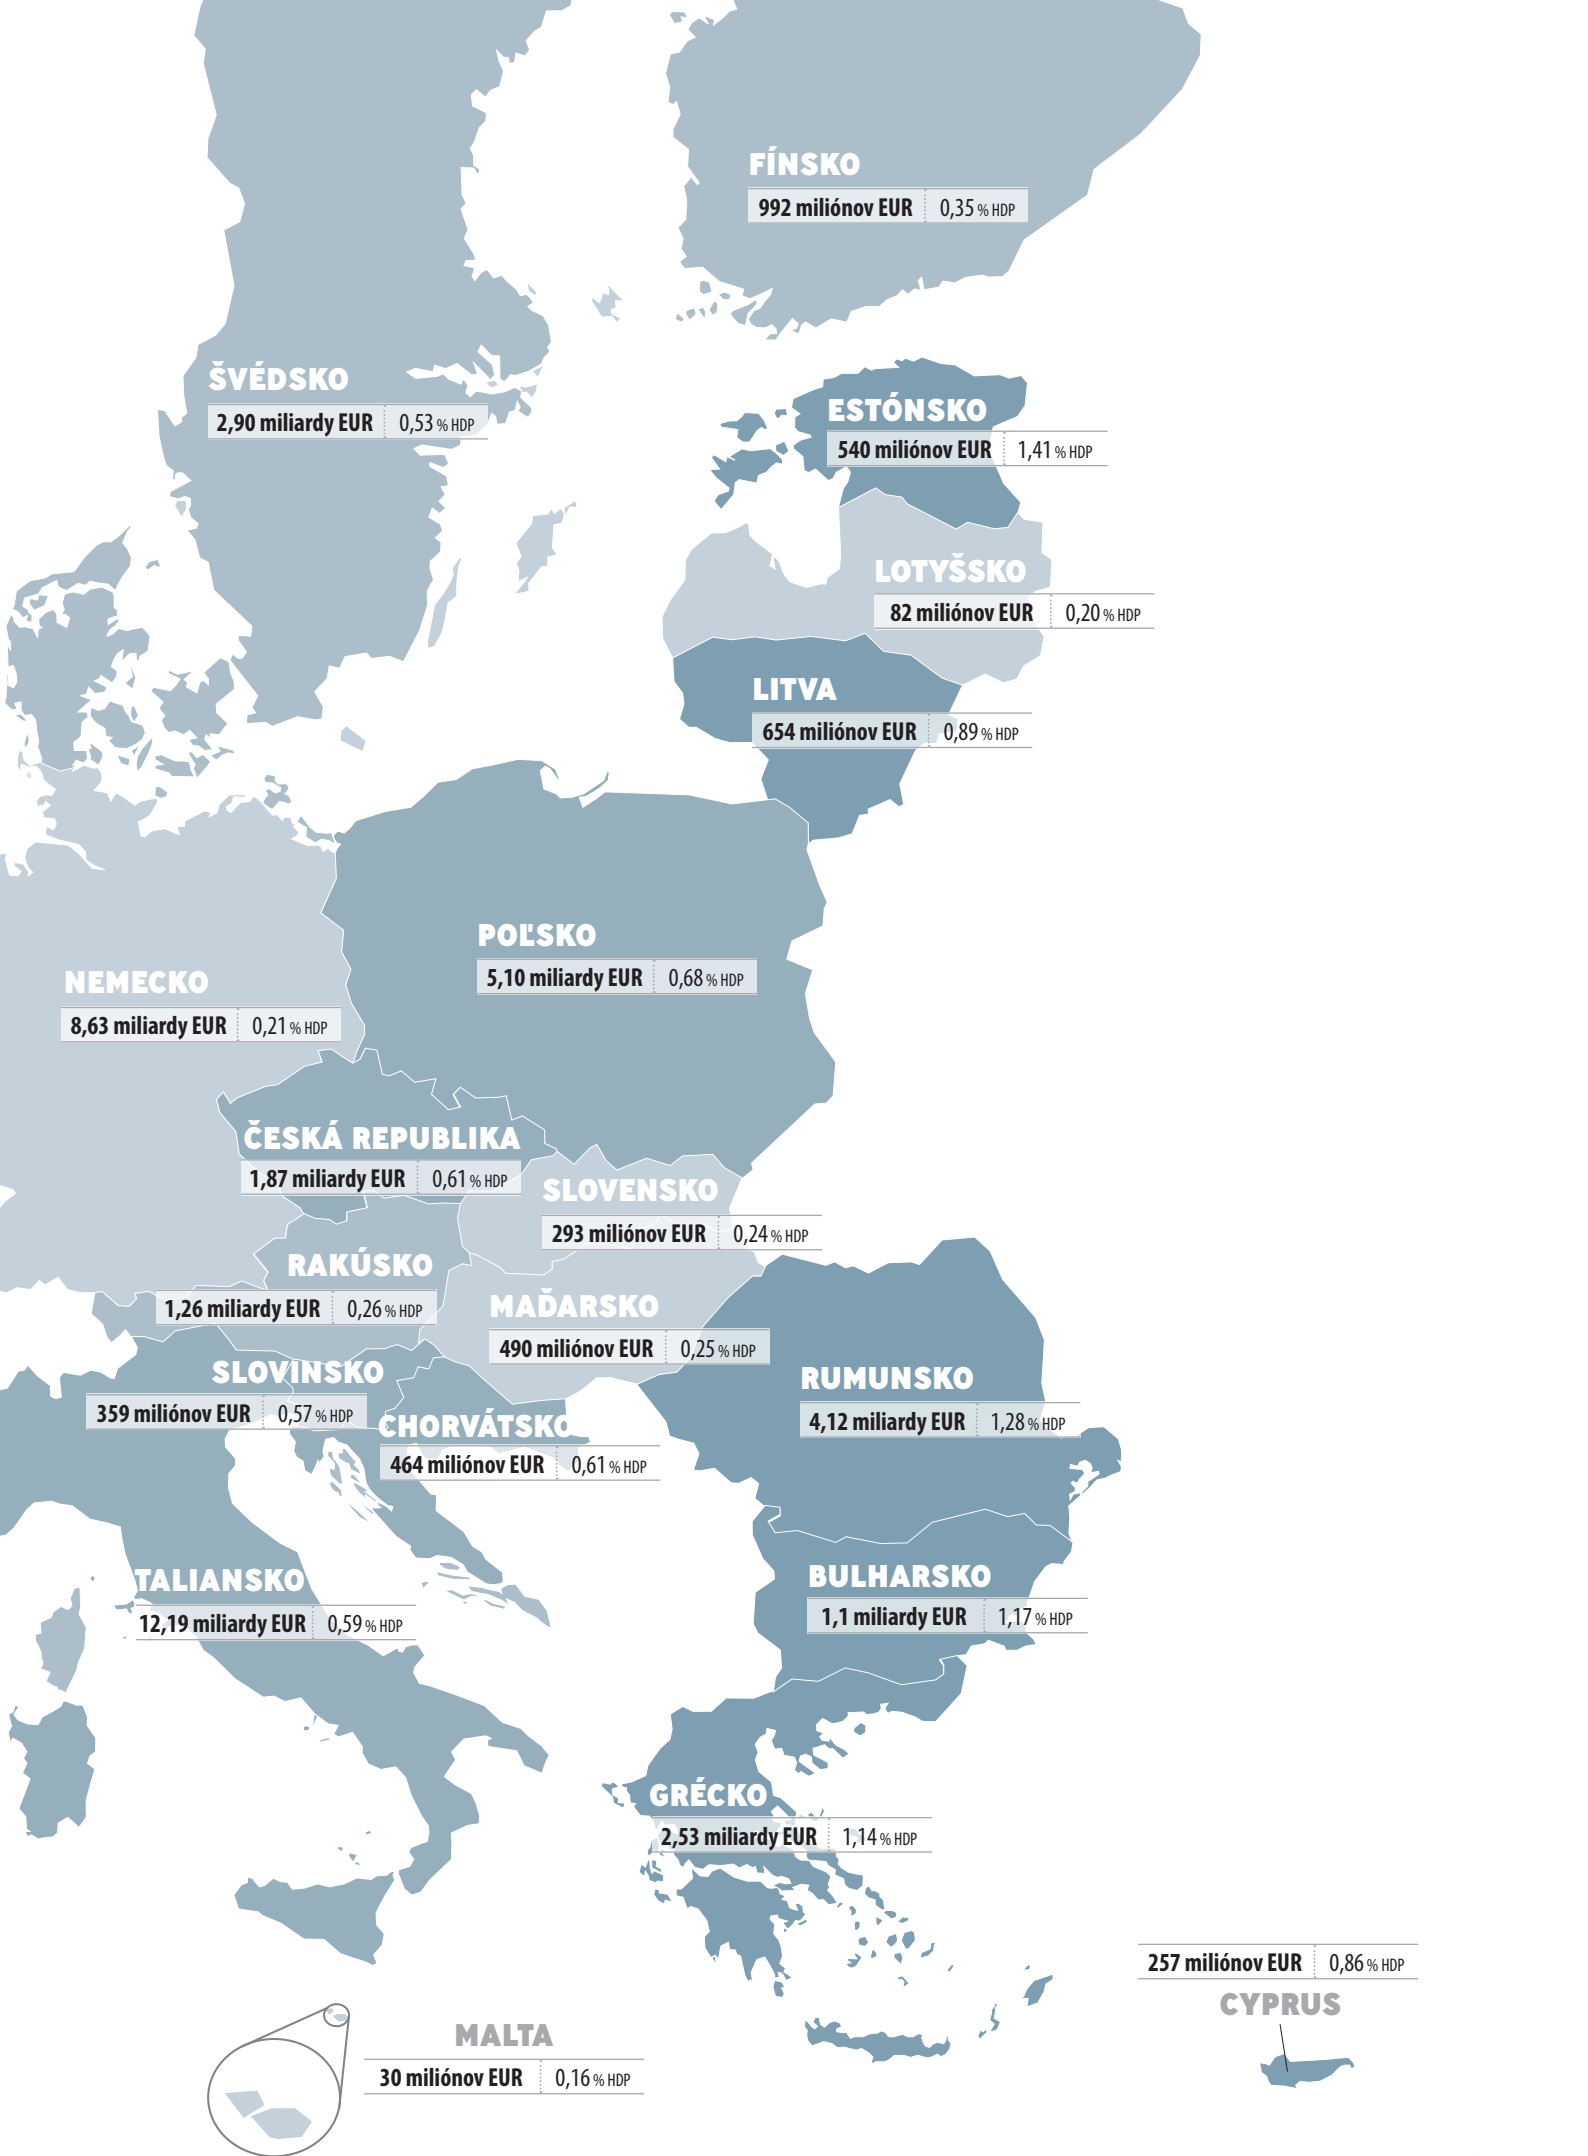 FÍNSKO
992 miliónov EUR 0,35 % HDP
ŠVÉDSKO
2,90 miliardy EUR 0,53 % HDP
ESTÓNSKO
540 miliónov EUR 1,41 % HDP
LOTYŠSKO
82 miliónov EUR 0,20 % HDP
LITVA
654 miliónov EUR 0,89 % HDP
POĽSKO
5,10 miliardy EUR 0,68 % HDP
NEMECKO
8,63 miliardy EUR 0,21 % HDP
ČESKÁ REPUBLIKA
1,87 miliardy EUR 0,61 % HDP
SLOVENSKO
293 miliónov EUR 0,24 % HDP
RAKÚSKO
1,26 miliardy EUR 0,26 % HDP
MAĎARSKO
490 miliónov EUR 0,25 % HDP
SLOVINSKO
359 miliónov EUR 0,57 % HDP
RUMUNSKO
4,12 miliardy EUR 1,28 % HDP
CHORVÁTSKO
464 miliónov EUR 0,61 % HDP
TALIANSKO
12,19 miliardy EUR 0,59 % HDP
BULHARSKO
1,1 miliardy EUR 1,17 % HDP
GRÉCKO
2,53 miliardy EUR 1,14 % HDP
257 miliónov EUR 0,86 % HDP
CYPRUS
MALTA
30 miliónov EUR 0,16 % HDP